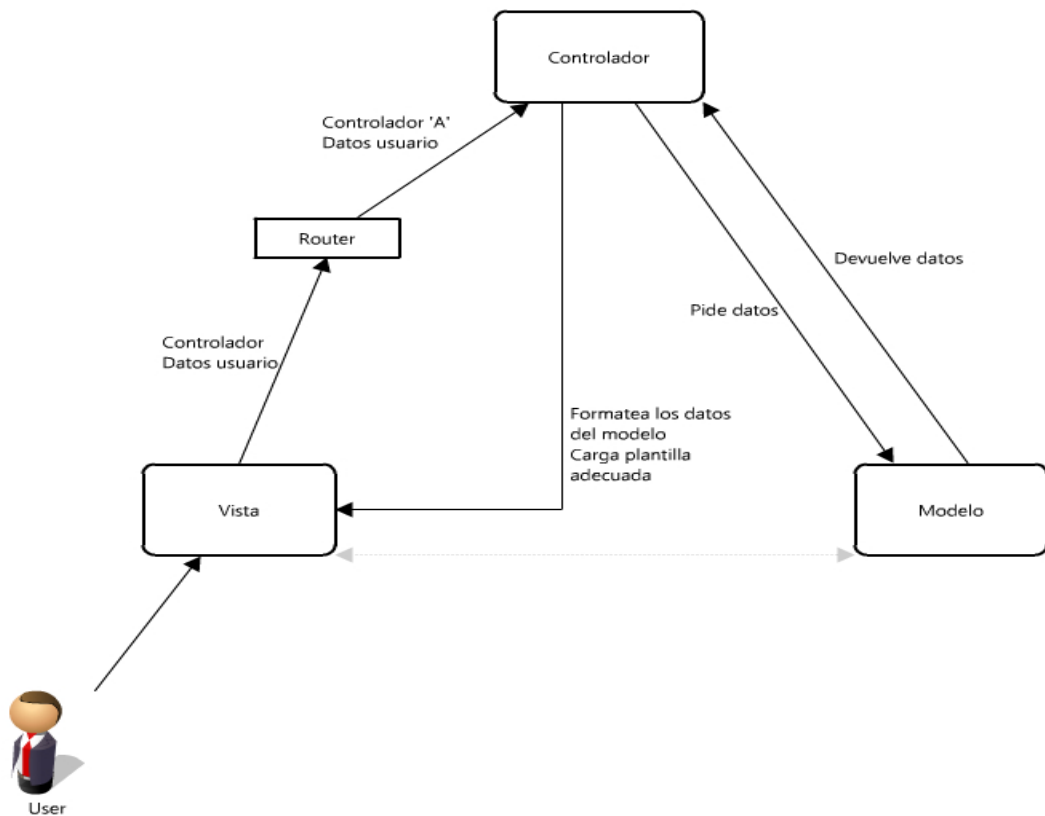 Controlador
Controlador 'A'
Datos usuario
Router
Devuelve datos
Pide datos
Controlador
Datos usuario
Formatea los datos
del modelo
Carga plantilla
adecuada
Vista
Modelo
User